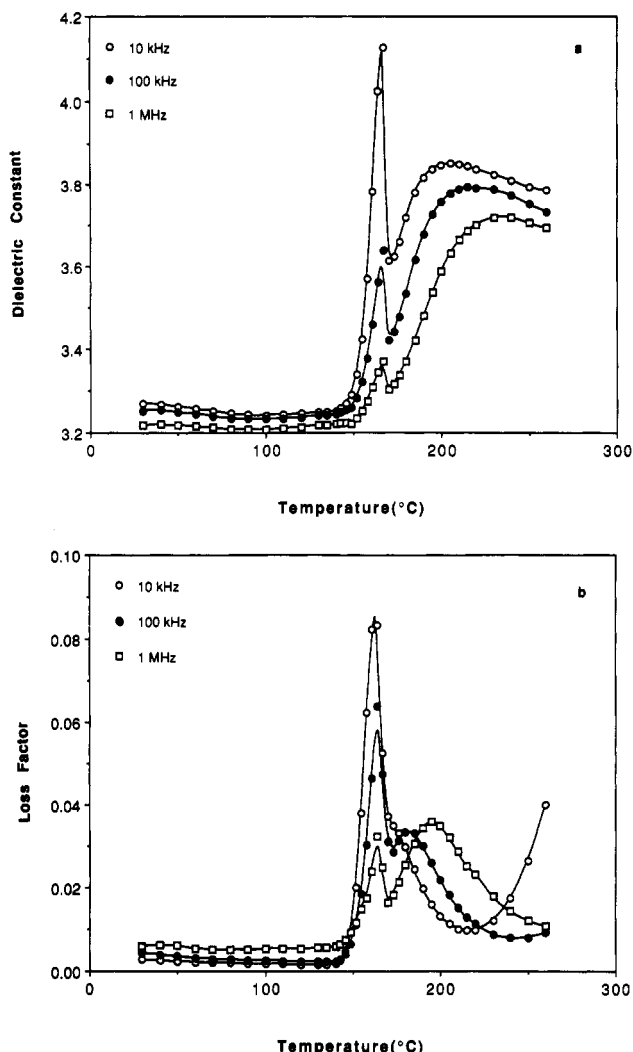 4.2
a
10 kHz
100 kHz
1 MHz
4.0
3.8
3.6
3.4
3.2
Dielectric Constant
0
100
200
300
Temperature(°C)
0.10
b
10 kHz
100 kHz
1 MHz
0.08
0.06
0.04
0.02
0.00
Loss Factor
0
100
200
300
Temperature(°C)